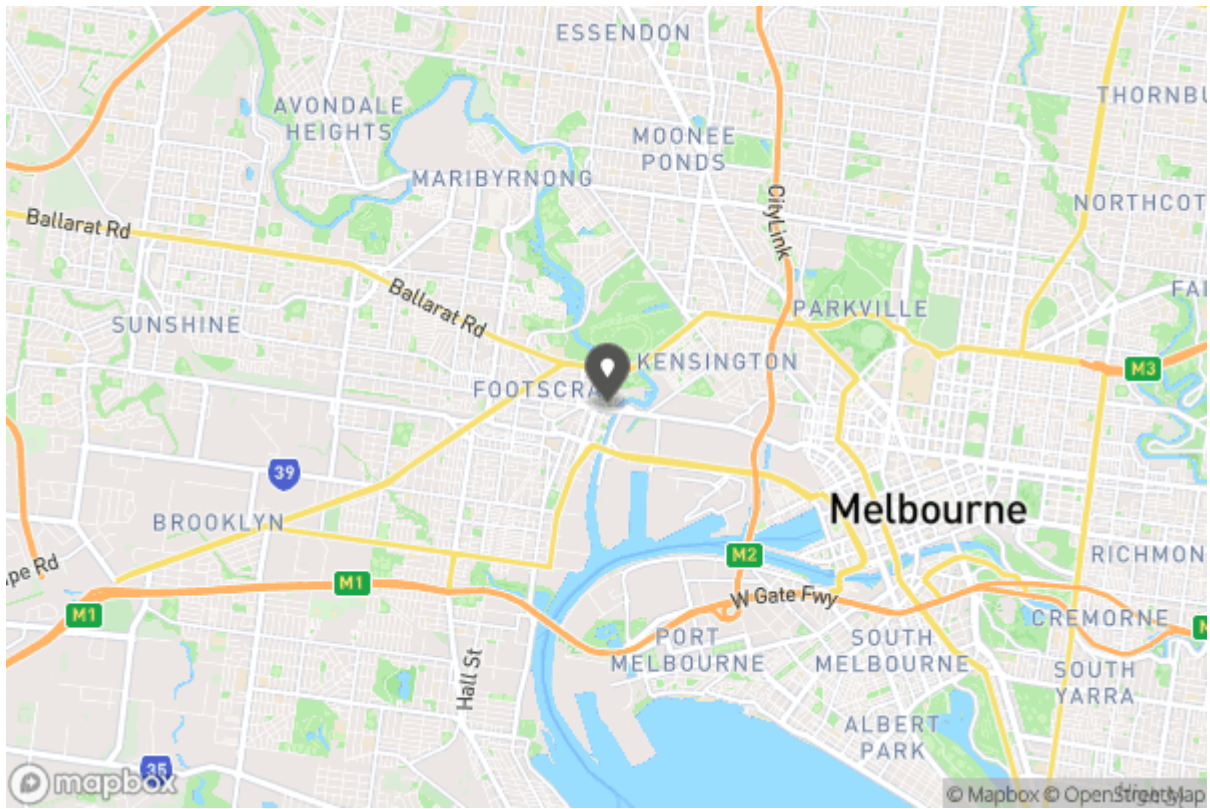 ESSENDON
THORNBU
AVONDALE
HEIGHTS
MOONEE
PONDS
MARIBYRNONG
CityLink
NORTHCOT
Ballarat Rd
Ballarat Rd
FAI
SUNSHINE
PARKVILLE
KENSINGTON
M3
FOOTSCRA
39
Melbourne
BROOKLYN
M2
RICHMON
pe Rd
M1
W Gate Fwy
M1
CREMORNE
M
PORT
MELBOURNE
SOUTH
MELBOURNE
SOUTH
YARRA
Hall St
ALBERT
PARK
35
mapbox
© Mapbox © OpenStreetMap